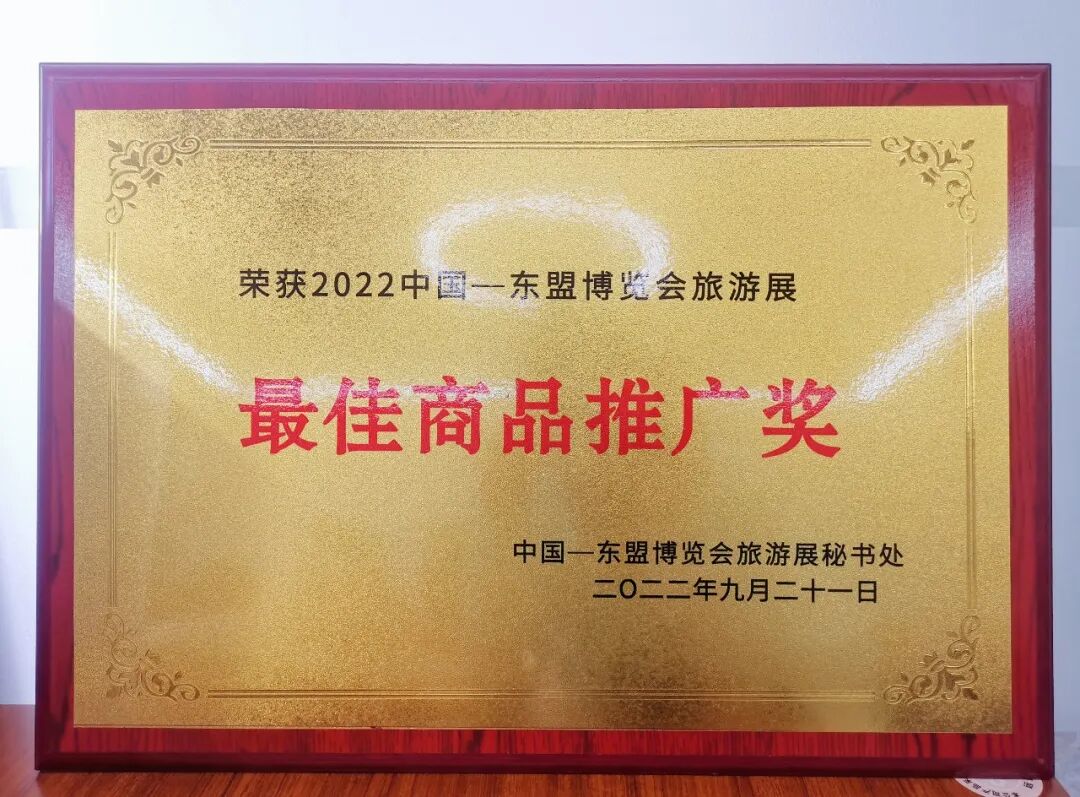 荣获2022中国—东盟博览会旅游展
最佳商品推广奖
中国—东盟博览会旅游展秘书处
二〇二二年九月二十一日